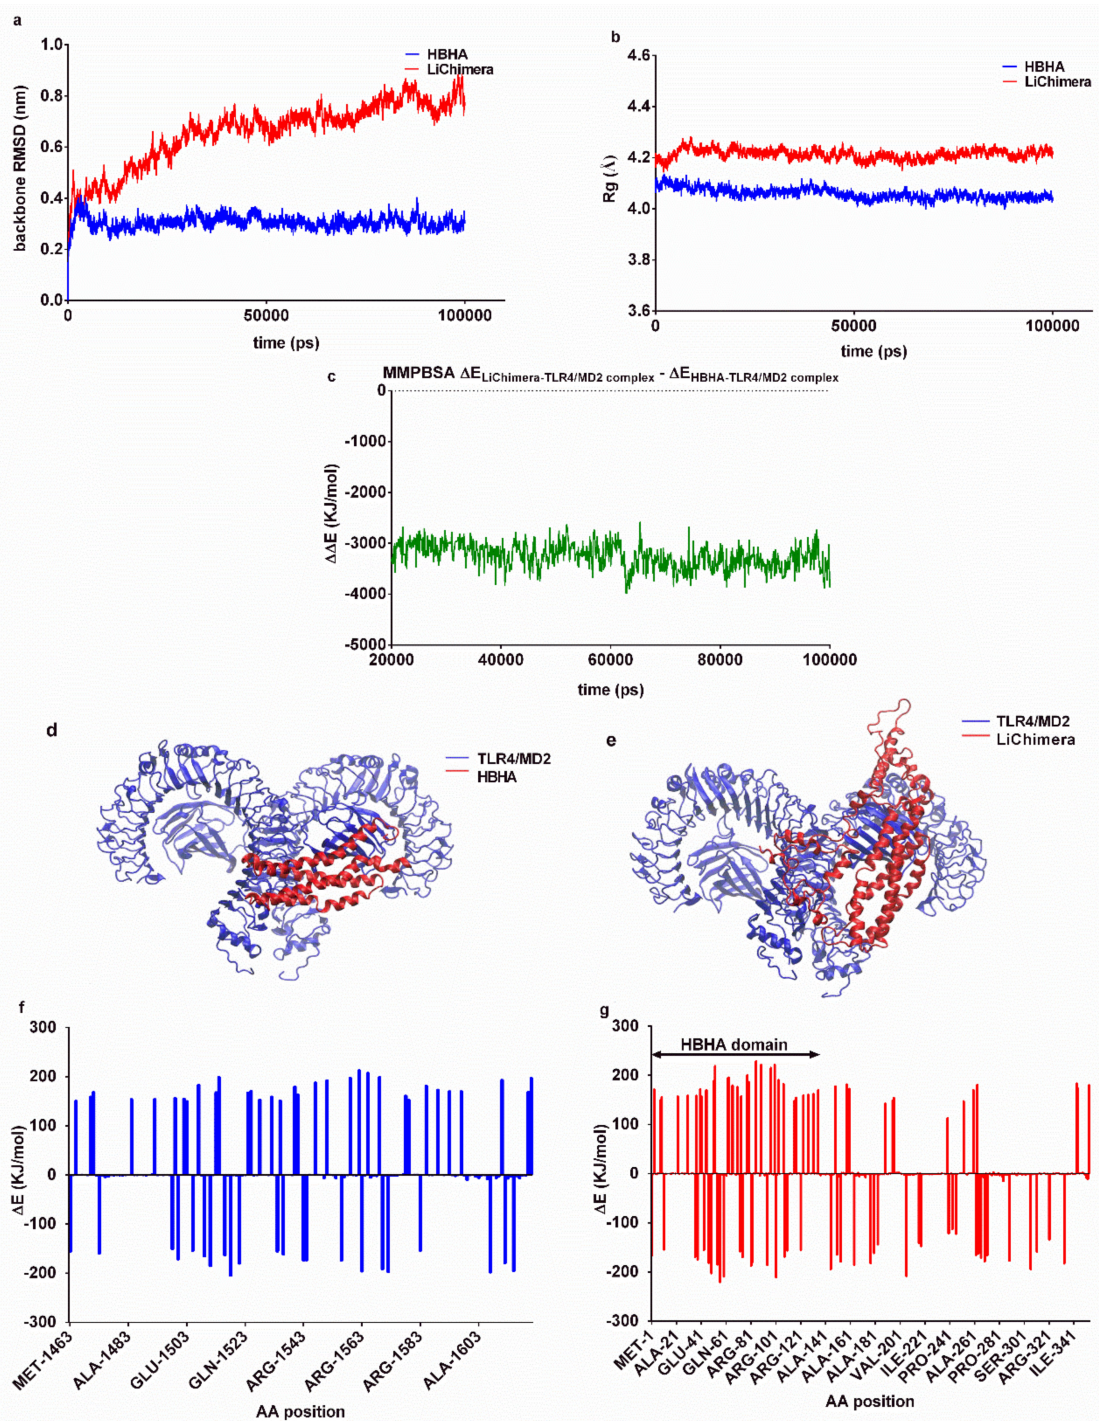 a
1.0
0.8
0.6
0.4
0.2
0.0
backbone RMSD (nm)
HBHA
LiChimera
0 50000 100000
time (ps)
b
4.6
4.4
4.2
4.0
3.8
3.6
Rg (Å)
HBHA
LiChimera
0 50000 100000
time (ps)
c
MMPBSA ΔE LiChimera-TLR4/MD2 complex - ΔE HBHA-TLR4/MD2 complex
0
-1000
-2000
-3000
-4000
-5000
ΔΔE (KJ/mol)
20000 40000 60000 80000 100000
time (ps)
d
TLR4/MD2
HBHA
e
TLR4/MD2
LiChimera
f
300
200
100
0
-100
-200
-300
ΔE (KJ/mol)
MET-1463
ALA-1483
GLU-1503
GLN-1523
ARG-1543
ARG-1563
ARG-1583
ALA-1603
AA position
g
300
200
100
0
-100
-200
-300
ΔE (KJ/mol)
HBHA domain
MET-1
ALA-21
GLU-41
GLN-61
ARG-81
ARG-101
ARG-121
ALA-141
ALA-161
ALA-181
VAL-201
ILE-221
PRO-241
ALA-261
PRO-281
SER-301
ARG-321
ILE-341
AA position